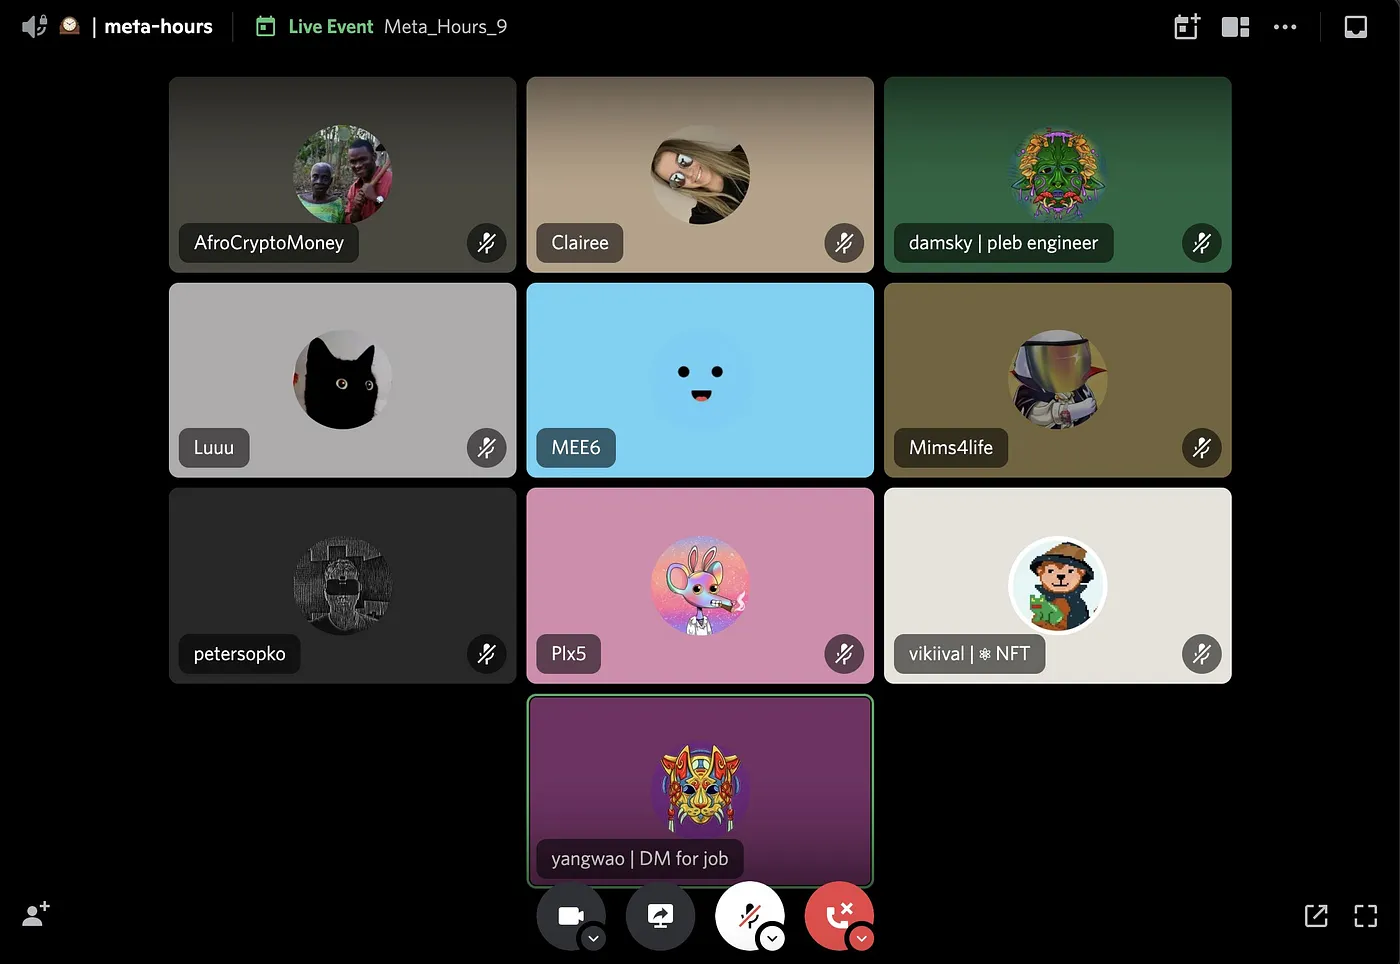 | meta-hours
Live Event Meta_Hours_9
AfroCryptoMoney
Clairee
damsky | pleb engineer
Luuu
MEE6
Mims4life
petersopko
Plx5
vikiival | ⚛ NFT
yangwao | DM for job